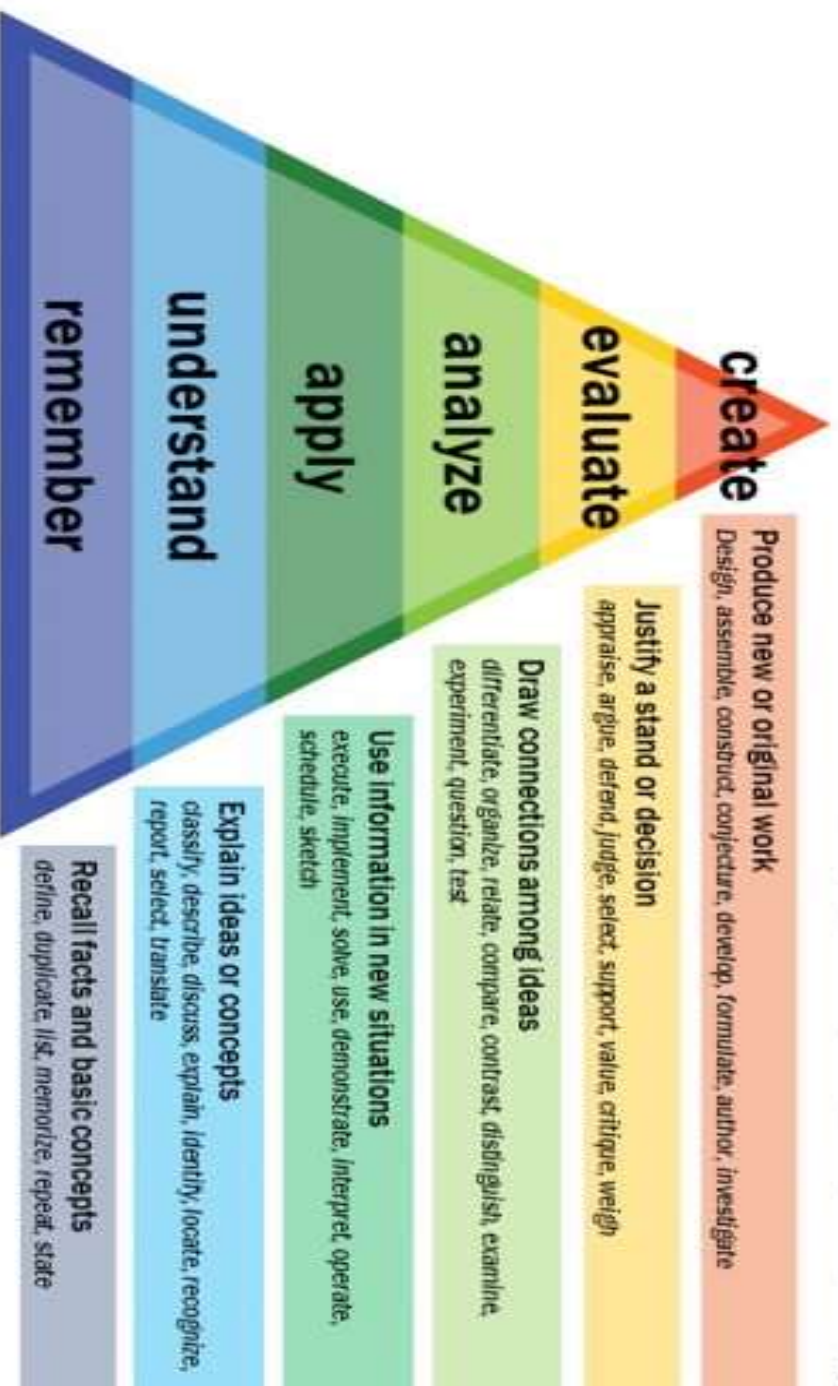 create
Produce new or original work
Design, assemble, construct, conjecture, develop, formulate, author, investigate
evaluate
Justify a stand or decision
appraise, argue, defend, judge, select, support, value, critique, weigh
analyze
Draw connections among ideas
differentiate, organize, relate, compare, contrast, distinguish, examine,
experiment, question, test
apply
Use information in new situations
execute, implement, solve, use, demonstrate, interpret, operate,
schedule, sketch
understand
Explain ideas or concepts
classify, describe, discuss, explain, identify, locate, recognize,
report, select, translate
remember
Recall facts and basic concepts
define, duplicate, list, memorize, repeat, state